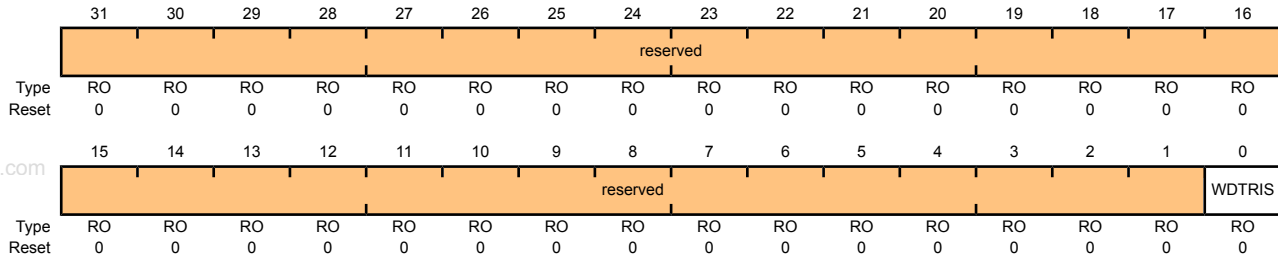 31 30 29 28 27 26 25 24 23 22 21 20 19 18 17 16
reserved
Type RO RO RO RO RO RO RO RO RO RO RO RO RO RO RO RO
Reset 0 0 0 0 0 0 0 0 0 0 0 0 0 0 0 0
15 14 13 12 11 10 9 8 7 6 5 4 3 2 1 0
.com
reserved WDTRIS
Type RO RO RO RO RO RO RO RO RO RO RO RO RO RO RO RO
Reset 0 0 0 0 0 0 0 0 0 0 0 0 0 0 0 0